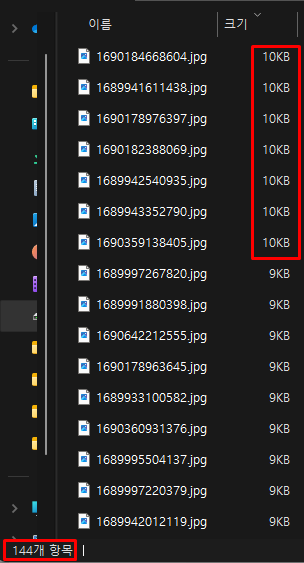 이름 크기
1690184668604.jpg 10KB
1689941611438.jpg 10KB
1690178976397.jpg 10KB
1690182388069.jpg 10KB
1689942540935.jpg 10KB
1689943352790.jpg 10KB
1690359138405.jpg 10KB
1689997267820.jpg 9KB
1689991880398.jpg 9KB
1690642212555.jpg 9KB
1690178963645.jpg 9KB
1689933100582.jpg 9KB
1690360931376.jpg 9KB
1689995504137.jpg 9KB
1689997220379.jpg 9KB
1689942012119.jpg 9KB
144개 항목